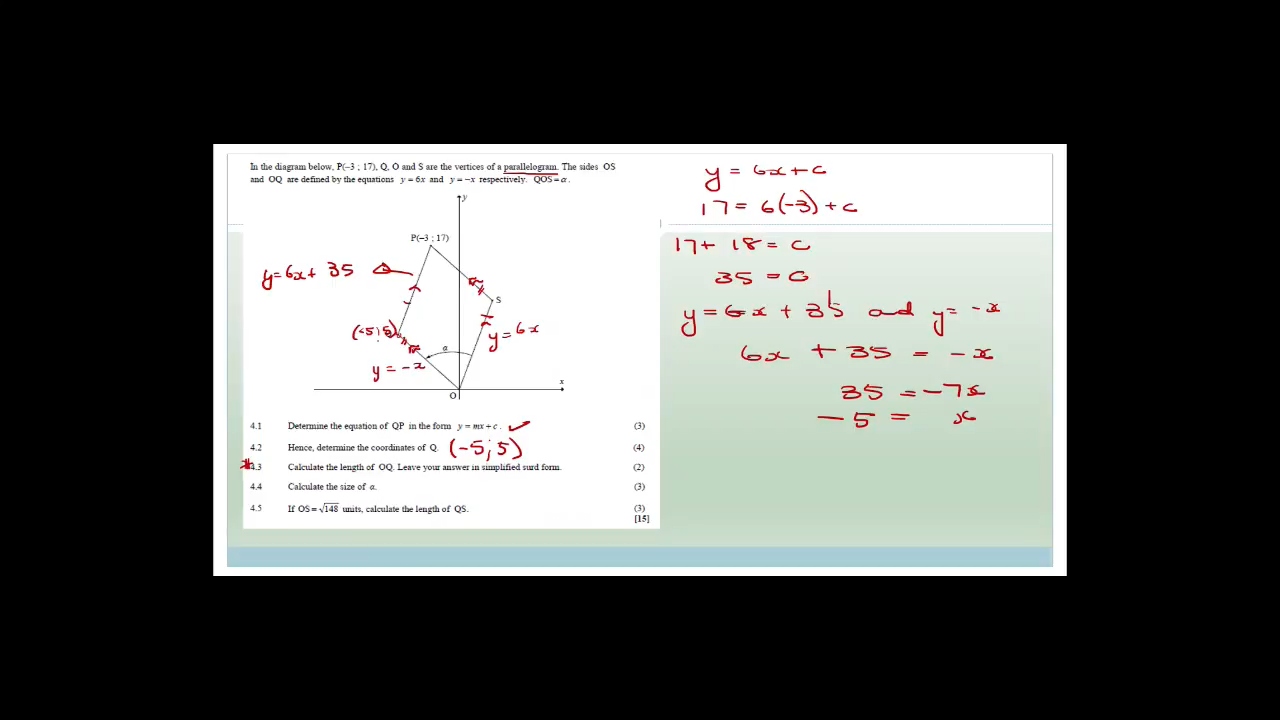 In the diagram below, P(–3 ; 17), Q, O and S are the vertices of a parallelogram. The sides OS
and OQ are defined by the equations y = 6x and y = –x respectively. QOS = α.
y
P(–3 ; 17)
y = 6x + 35
S
(-5; 5)
y = 6x
α
y = -x
x
O
4.1 Determine the equation of QP in the form y = mx + c. ✓ (3)
4.2 Hence, determine the coordinates of Q. (-5; 5) (4)
* 4.3 Calculate the length of OQ. Leave your answer in simplified surd form. (2)
4.4 Calculate the size of α. (3)
4.5 If OS = √148 units, calculate the length of QS. (3)
[15]
y = 6x + c
17 = 6(-3) + c
17 + 18 = c
35 = c
y = 6x + 35 and y = -x
6x + 35 = -x
35 = -7x
-5 = x